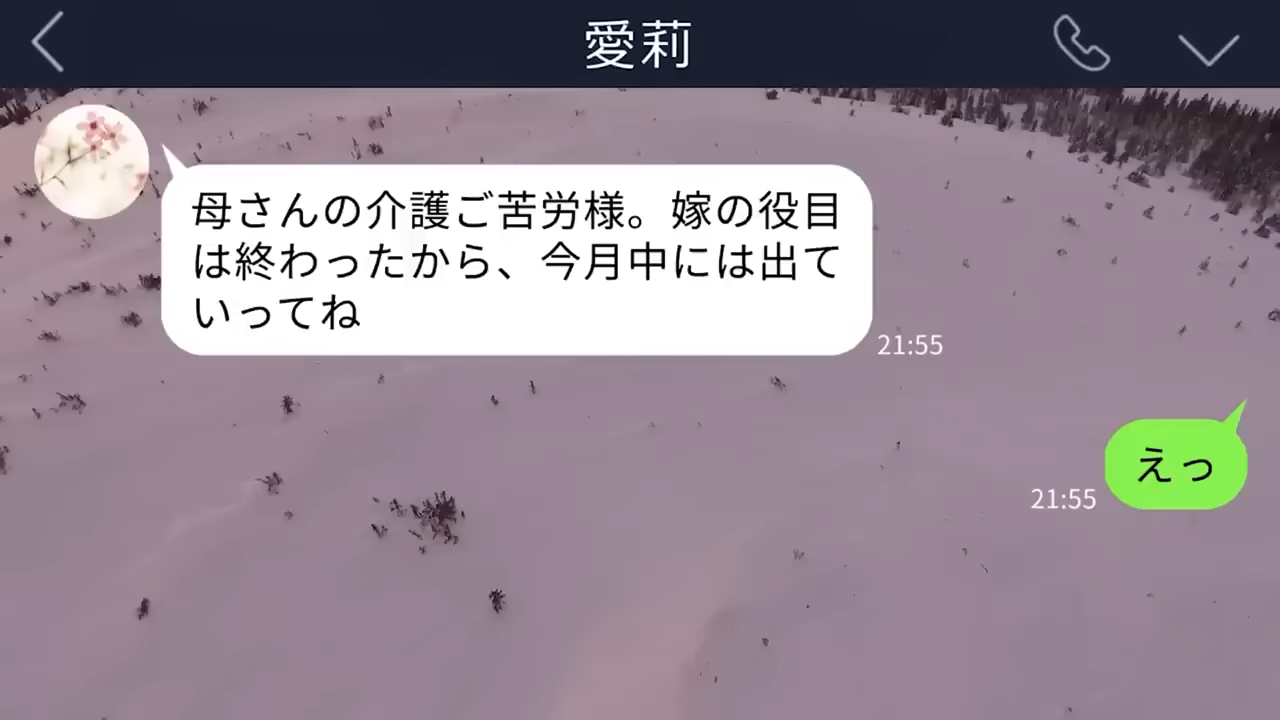 愛莉
母さんの介護ご苦労様。嫁の役目
は終わったから、今月中には出て
いってね
21:55
えっ
21:55